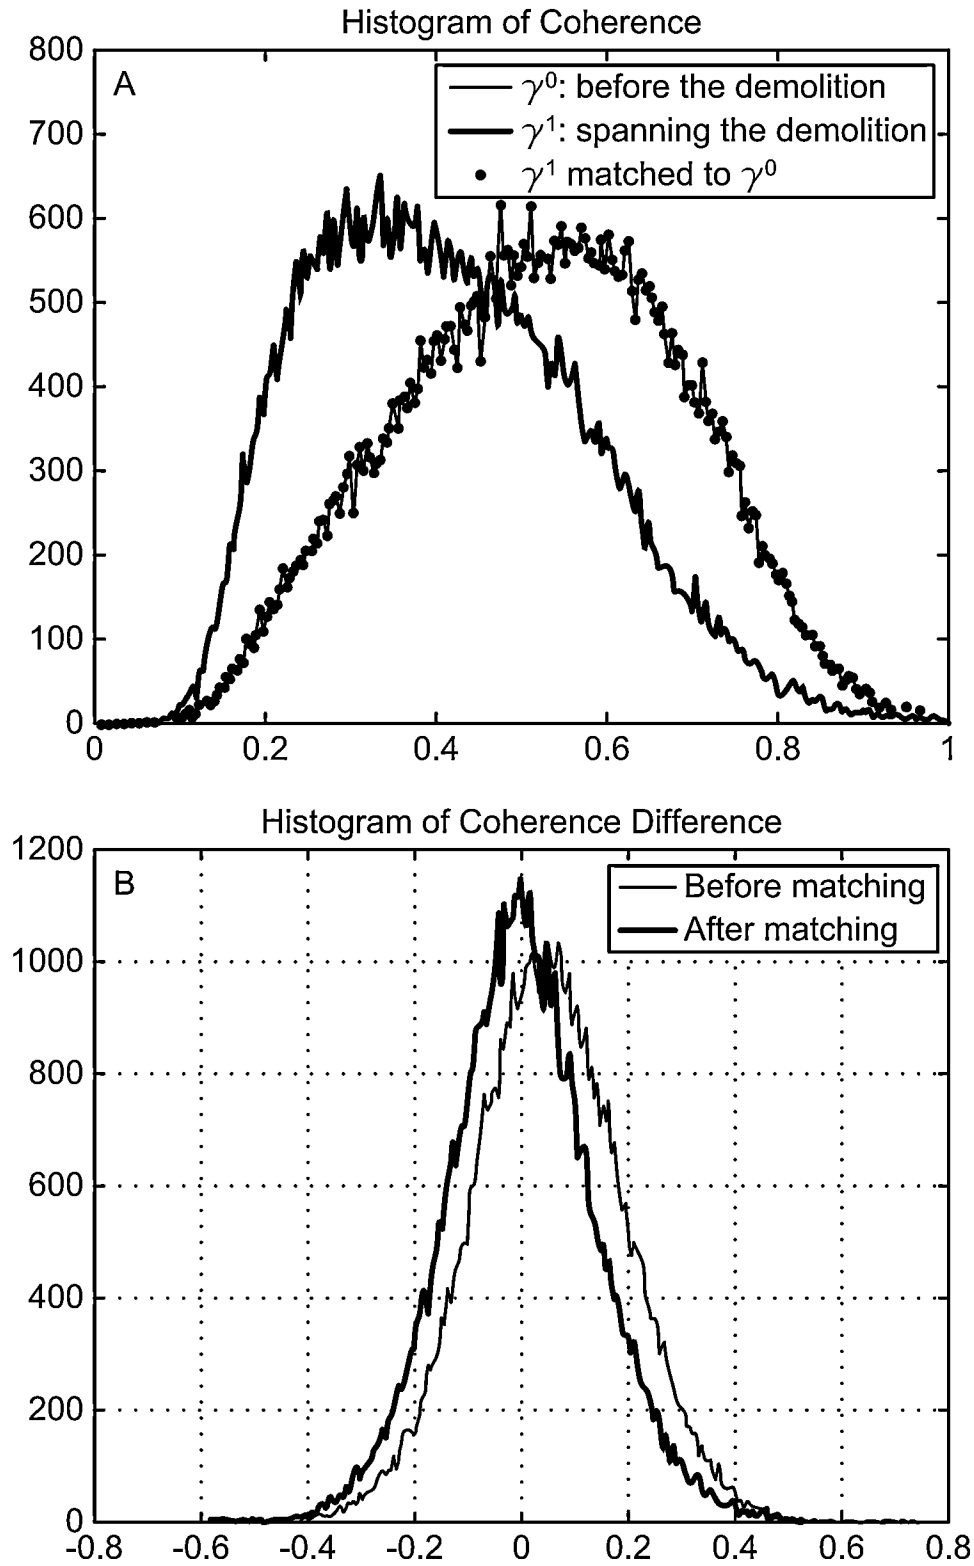 Histogram of Coherence
800
A
γ⁰: before the demolition
700
γ¹: spanning the demolition
γ¹ matched to γ⁰
600
500
400
300
200
100
0
0 0.2 0.4 0.6 0.8 1
Histogram of Coherence Difference
1200
B
Before matching
After matching
1000
800
600
400
200
0
-0.8 -0.6 -0.4 -0.2 0 0.2 0.4 0.6 0.8